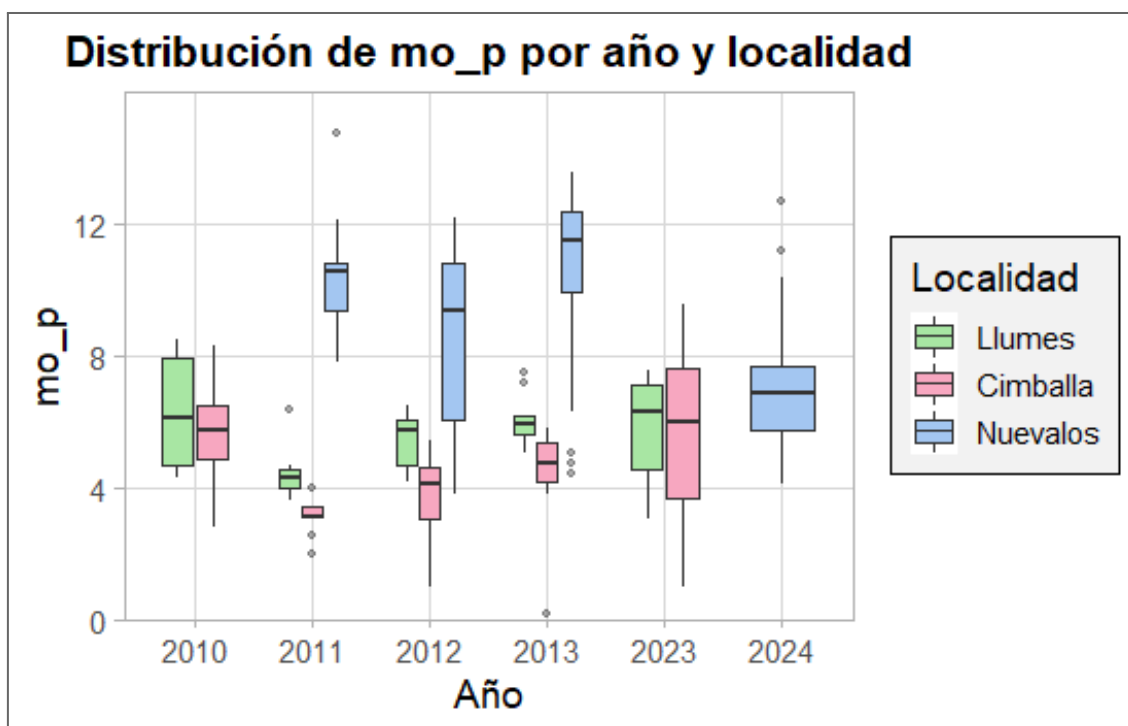 Distribución de mo_p por año y localidad
mo_p
12
8
4
0
2010 2011 2012 2013 2023 2024
Año
Localidad
Llumes
Cimballa
Nuevalos